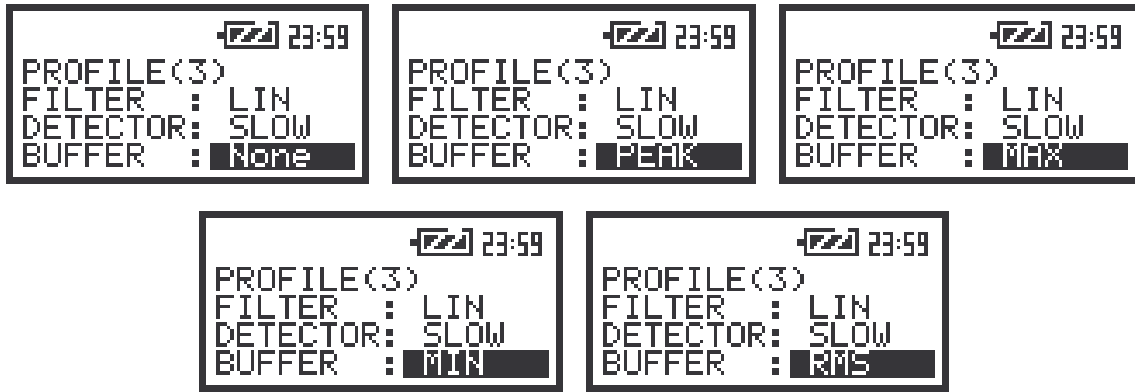 23:59
PROFILE(3)
FILTER : LIN
DETECTOR: SLOW
BUFFER : None
23:59
PROFILE(3)
FILTER : LIN
DETECTOR: SLOW
BUFFER : PEAK
23:59
PROFILE(3)
FILTER : LIN
DETECTOR: SLOW
BUFFER : MAX
23:59
PROFILE(3)
FILTER : LIN
DETECTOR: SLOW
BUFFER : MIN
23:59
PROFILE(3)
FILTER : LIN
DETECTOR: SLOW
BUFFER : RMS